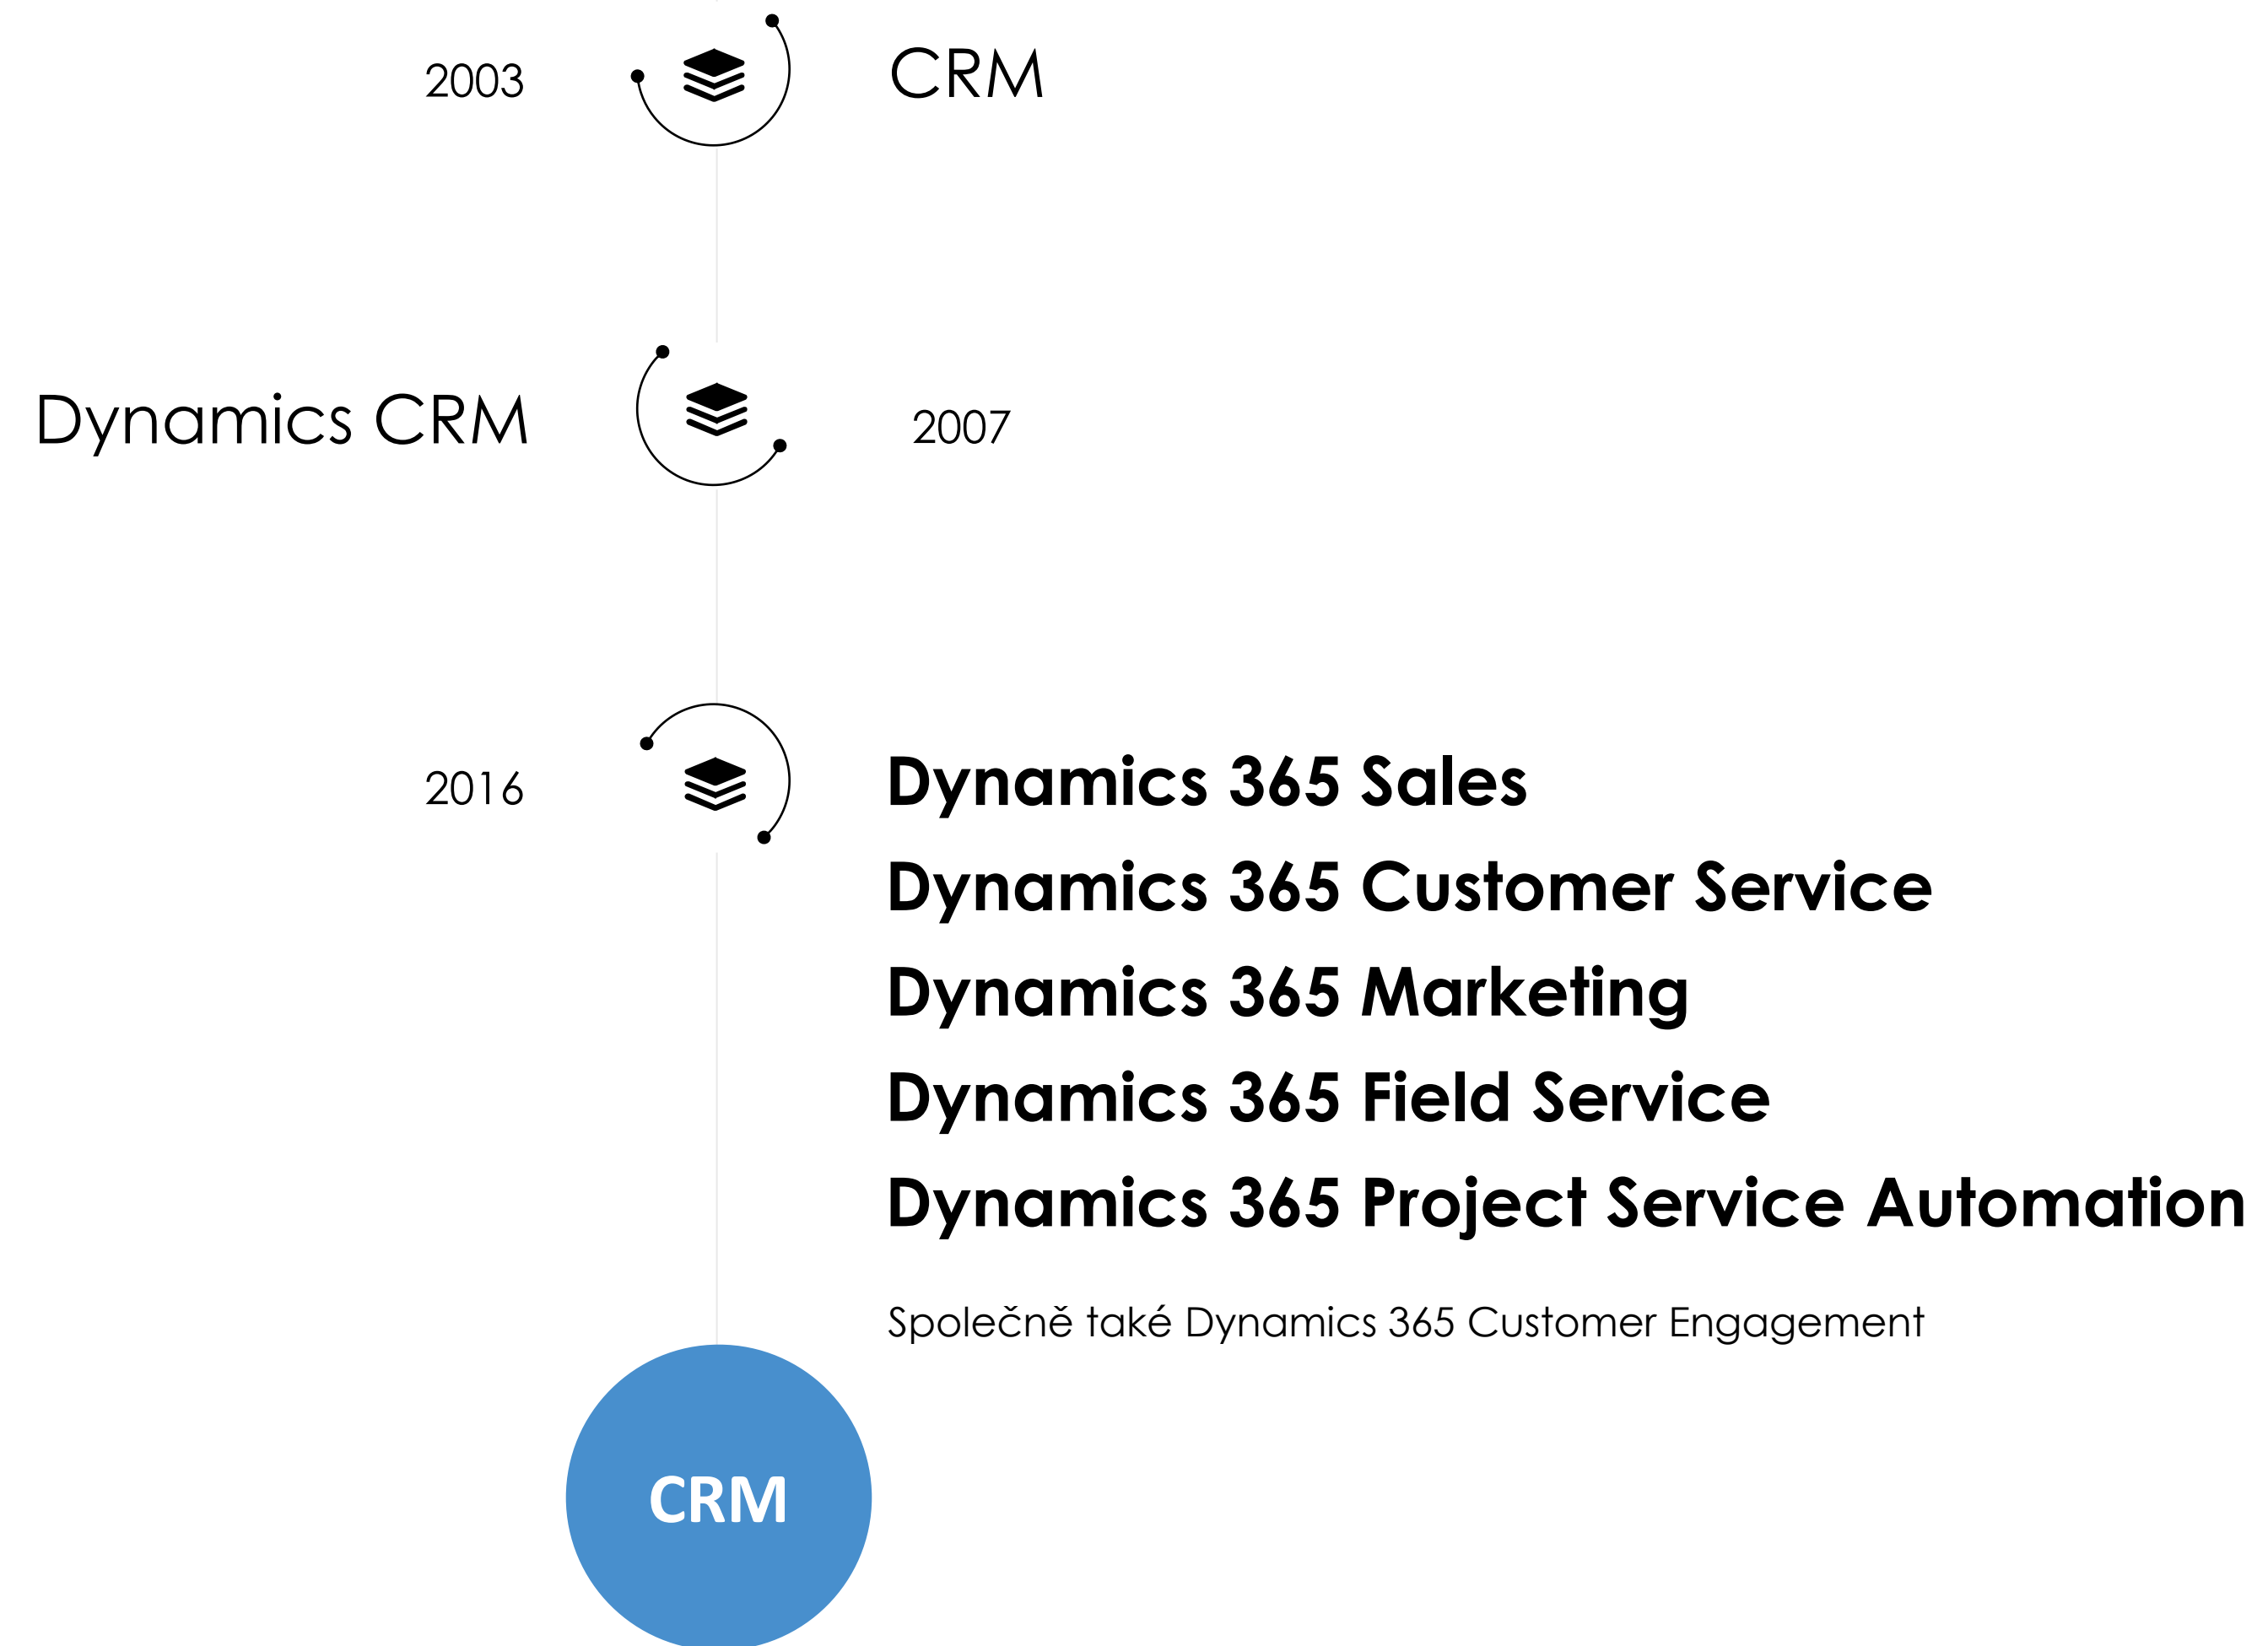 2003
CRM
Dynamics CRM
2007
2016
Dynamics 365 Sales
Dynamics 365 Customer Service
Dynamics 365 Marketing
Dynamics 365 Field Service
Dynamics 365 Project Service Automation
Společně také Dynamics 365 Customer Engagement
CRM